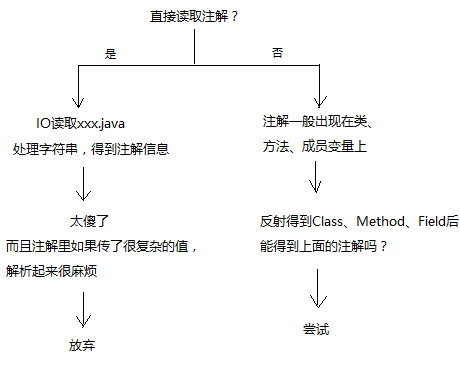 直接读取注解？
是
否
IO读取xxx.java
处理字符串，得到注解信息
注解一般出现在类、
方法、成员变量上
太傻了
而且注解里如果传了很复杂的值，
解析起来很麻烦
反射得到Class、Method、Field后
能得到上面的注解吗？
放弃
尝试